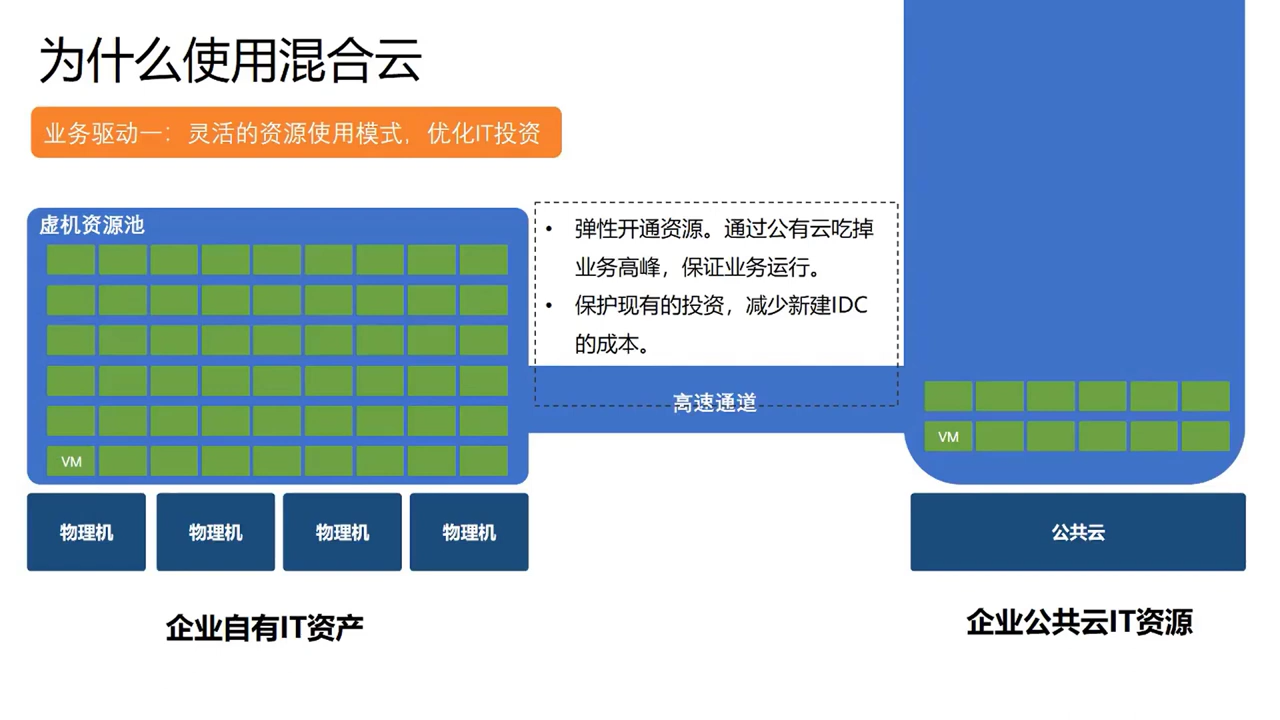 为什么使用混合云
业务驱动一：灵活的资源使用模式，优化IT投资
虚机资源池
• 弹性开通资源。通过公有云吃掉
业务高峰，保证业务运行。
• 保护现有的投资，减少新建IDC
的成本。
高速通道
VM
VM
物理机
物理机
物理机
物理机
公共云
企业自有IT资产
企业公共云IT资源